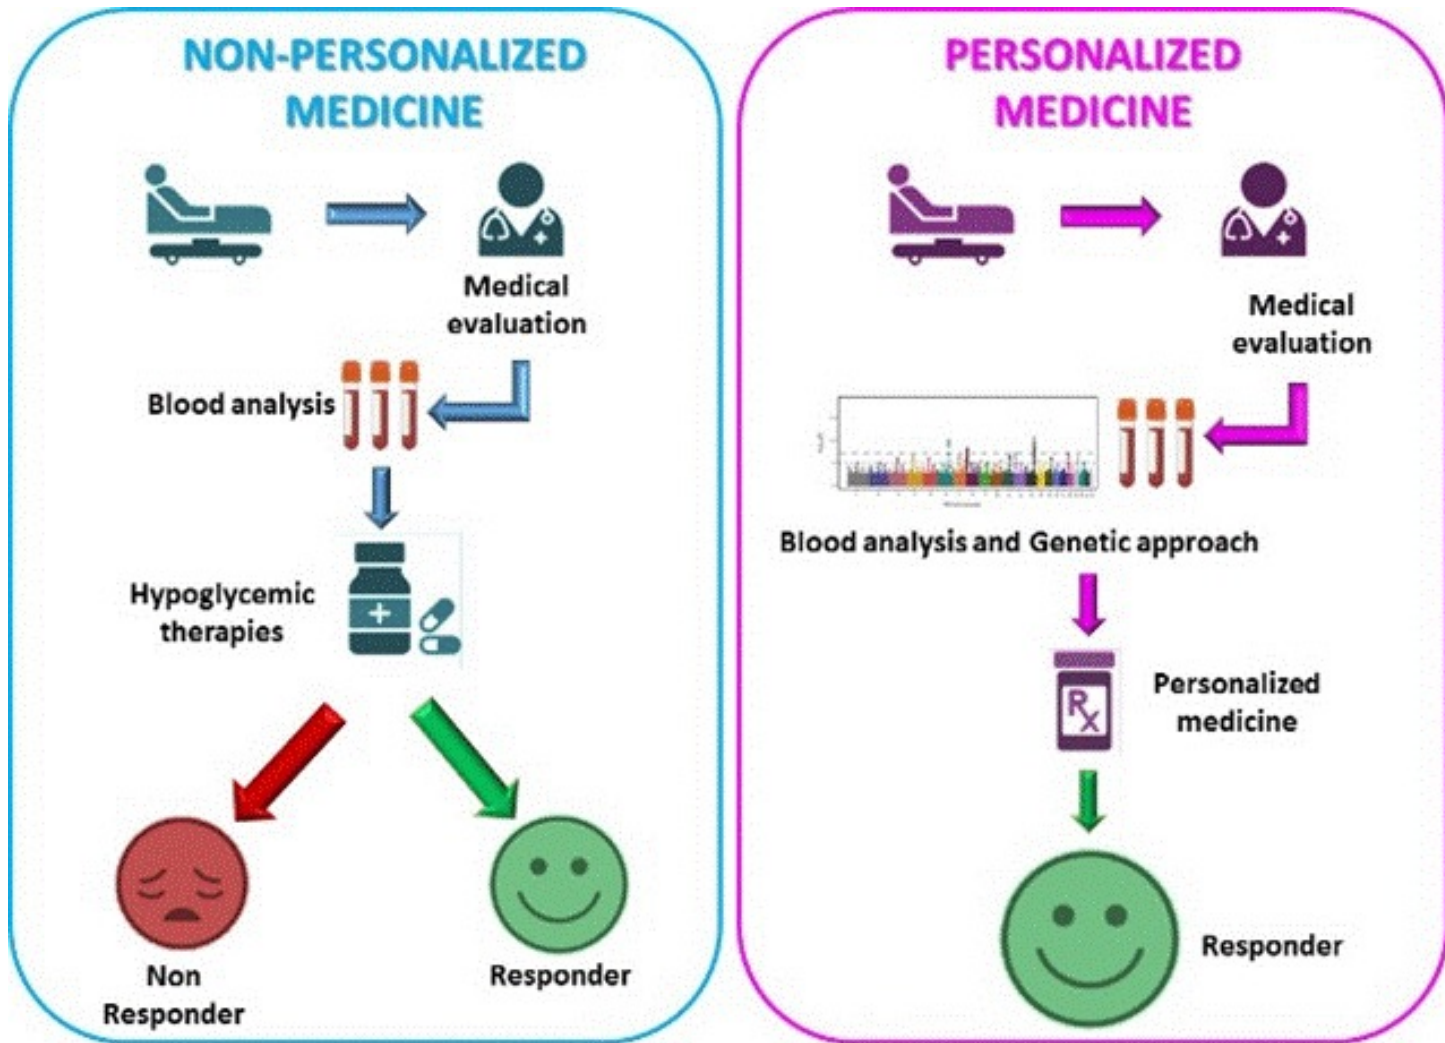 NON-PERSONALIZED
MEDICINE
Medical
evaluation
Blood analysis
Hypoglycemic
therapies
Non
Responder
Responder
PERSONALIZED
MEDICINE
Medical
evaluation
Blood analysis and Genetic approach
Rx
Personalized
medicine
Responder